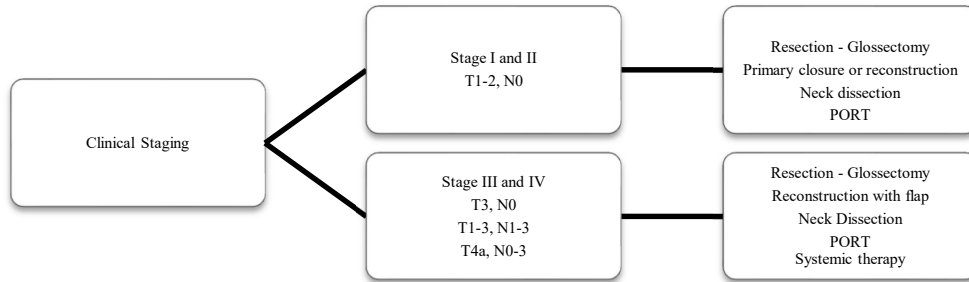 Clinical Staging
Stage I and II
T1-2, N0
Resection - Glossectomy
Primary closure or reconstruction
Neck dissection
PORT
Stage III and IV
T3, N0
T1-3, N1-3
T4a, N0-3
Resection - Glossectomy
Reconstruction with flap
Neck Dissection
PORT
Systemic therapy